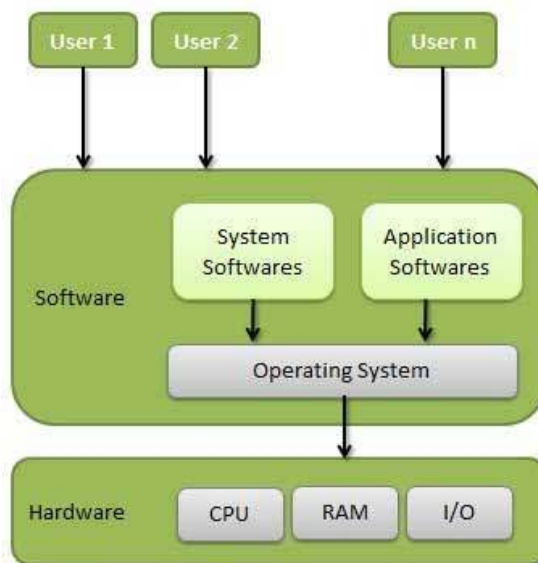 User 1
User 2
User n
System
Softwares
Application
Softwares
Software
Operating System
Hardware
CPU
RAM
I/O